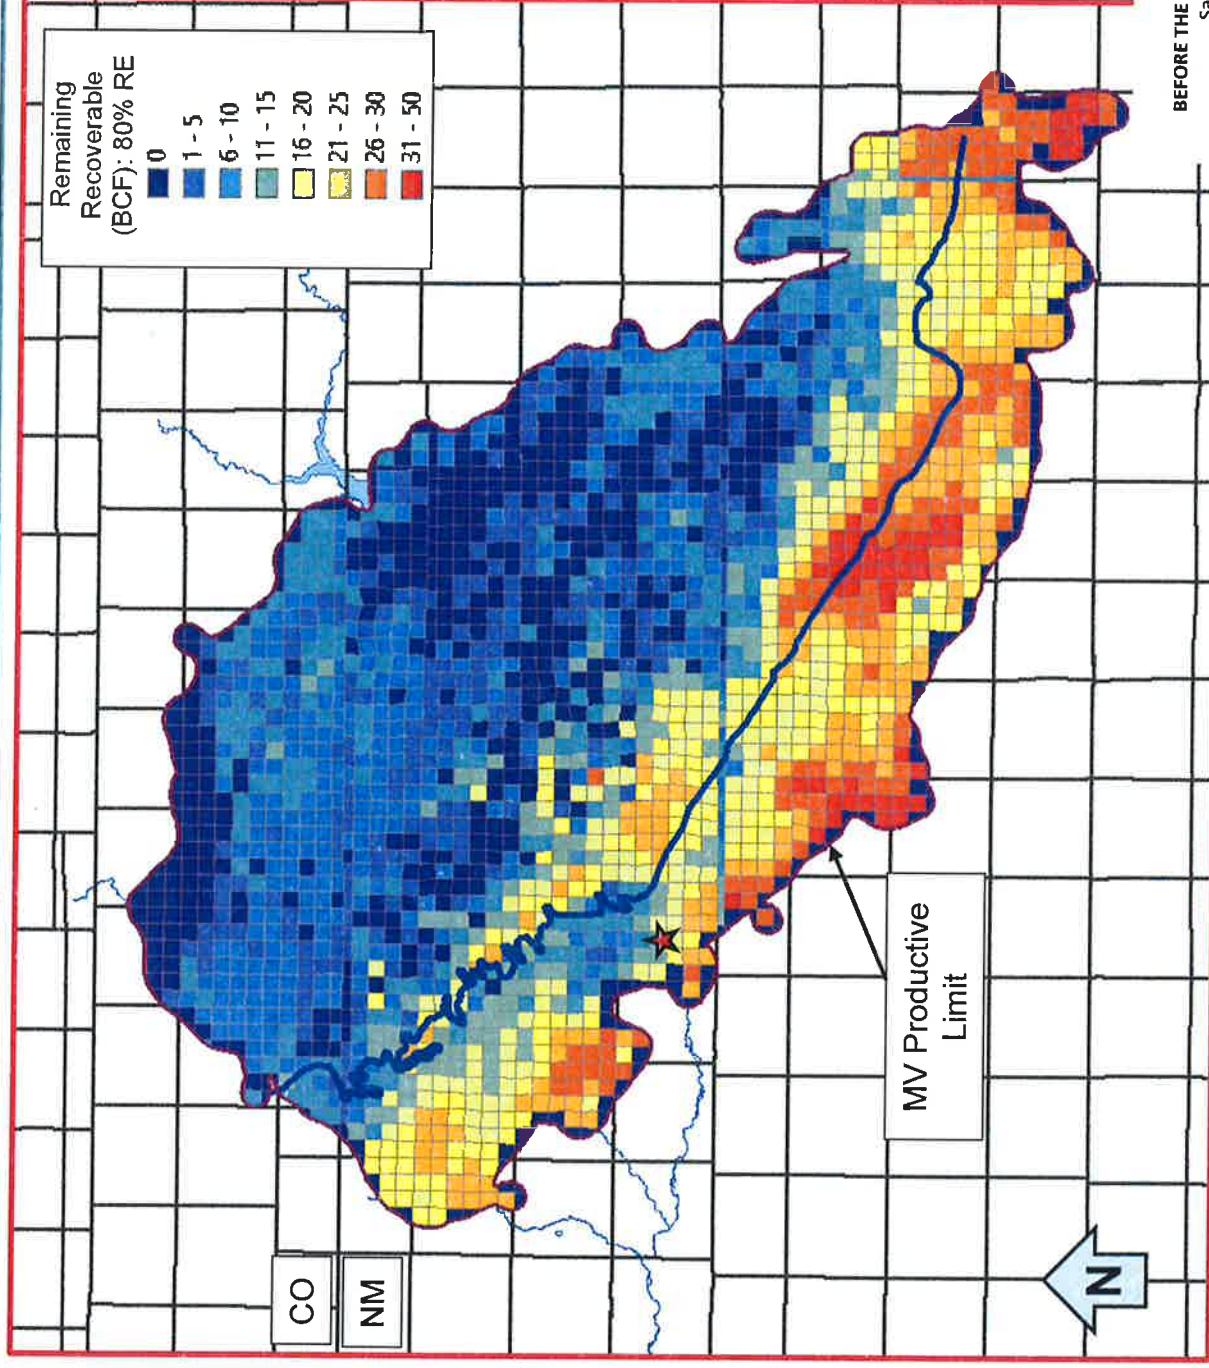 Remaining
Recoverable
(BCF): 80% RE
0
1 - 5
6 - 10
11 - 15
16 - 20
21 - 25
26 - 30
31 - 50
CO
NM
MV Productive
Limit
N
BEFORE THE
Sa